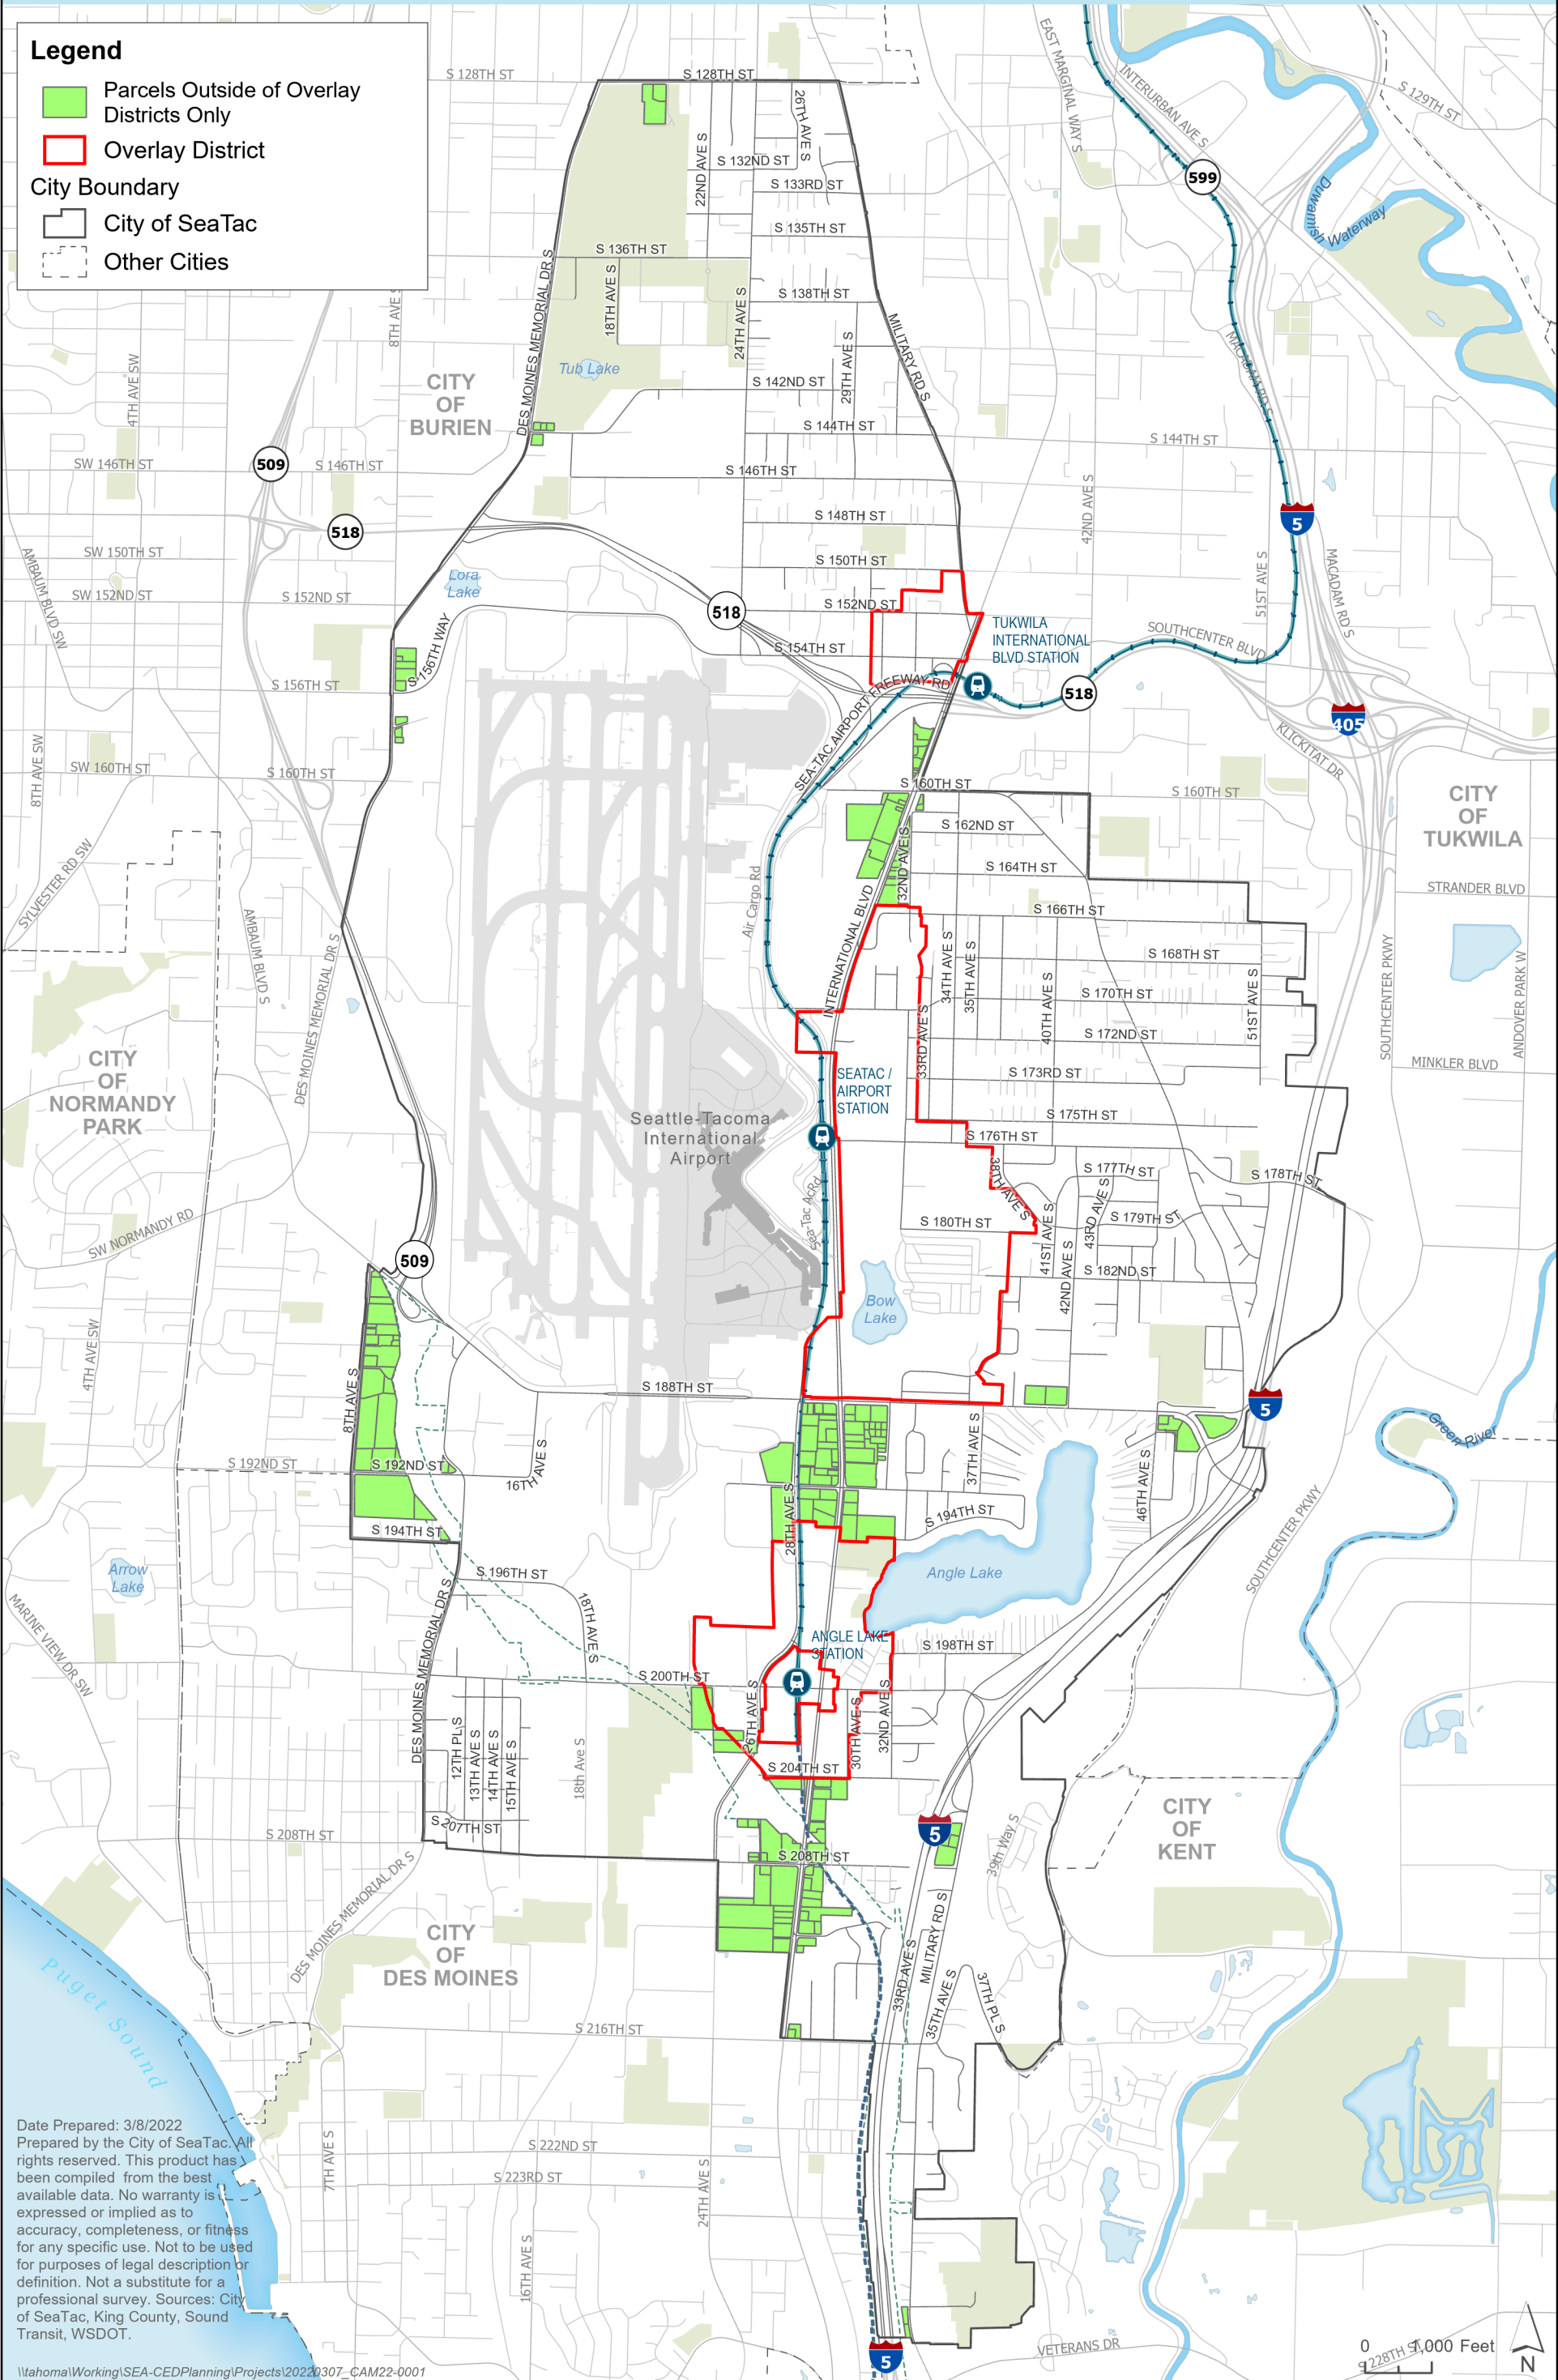 Legend
Parcels Outside of Overlay
Districts Only
Overlay District
City Boundary
City of SeaTac
Other Cities
S 128TH ST
S 128TH ST
EAST MARGINAL WAY S
INTERURBAN AVE S
S 129TH ST
26TH AVE S
22ND AVE S
S 132ND ST
S 133RD ST
599
Duwamish
Waterway
S 135TH ST
S 136TH ST
18TH AVE S
S 138TH ST
24TH AVE S
DES MOINES MEMORIAL DR S
8TH AVE S
MILITARY RD S
29TH AVE S
MACADAM RD S
4TH AVE SW
CITY
OF
BURIEN
Tub Lake
S 142ND ST
S 144TH ST
S 144TH ST
SW 146TH ST
509
S 146TH ST
S 146TH ST
42ND AVE S
518
S 148TH ST
5
SW 150TH ST
S 150TH ST
AMBAUM BLVD SW
Lora
Lake
51ST AVE S
MACADAM RD S
SW 152ND ST
S 152ND ST
518
S 152ND ST
TUKWILA
INTERNATIONAL
BLVD STATION
SOUTHCENTER BLVD
S 156TH WAY
S 154TH ST
S 156TH ST
SEA-TAC AIRPORT FREEWAY RD
518
405
KLICKITAT DR
8TH AVE SW
SW 160TH ST
S 160TH ST
S 160TH ST
S 160TH ST
CITY
OF
TUKWILA
S 162ND ST
32ND AVE S
S 164TH ST
SYLVESTER RD SW
Air Cargo Rd
STRANDER BLVD
AMBAUM BLVD S
DES MOINES MEMORIAL DR S
INTERNATIONAL BLVD
S 166TH ST
34TH AVE S
35TH AVE S
S 168TH ST
40TH AVE S
S 170TH ST
51ST AVE S
SOUTHCENTER PKWY
ANDOVER PARK W
33RD AVE S
S 172ND ST
MINKLER BLVD
CITY
OF
NORMANDY
PARK
SEATAC /
AIRPORT
STATION
S 173RD ST
Seattle-Tacoma
International
Airport
S 175TH ST
S 176TH ST
38TH AVE S
S 177TH ST
S 178TH ST
Sea-Tac AcRd
43RD AVE S
S 179TH ST
SW NORMANDY RD
S 180TH ST
41ST AVE S
42ND AVE S
509
S 182ND ST
Bow
Lake
4TH AVE SW
8TH AVE S
S 188TH ST
5
Green River
S 192ND ST
S 192ND ST
16TH AVE S
37TH AVE S
46TH AVE S
28TH AVE S
S 194TH ST
S 194TH ST
SOUTHCENTER PKWY
Arrow
Lake
S 196TH ST
18TH AVE S
Angle Lake
MARINE VIEW DR SW
DES MOINES MEMORIAL DR S
ANGLE LAKE
STATION
S 198TH ST
S 200TH ST
26TH AVE S
30TH AVE S
32ND AVE S
12TH PL S
13TH AVE S
14TH AVE S
15TH AVE S
18th Ave S
S 204TH ST
S 207TH ST
S 208TH ST
S 208TH ST
5
39th Way S
CITY
OF
KENT
DES MOINES MEMORIAL DR S
CITY
OF
DES MOINES
33RD AVE S
MILITARY RD S
35TH AVE S
37TH PL S
Puget Sound
S 216TH ST
Date Prepared: 3/8/2022
Prepared by the City of SeaTac. All
rights reserved. This product has
been compiled  from the best
available data. No warranty is
expressed or implied as to
accuracy, completeness, or fitness
for any specific use. Not to be used
for purposes of legal description or
definition. Not a substitute for a
professional survey. Sources: City
of SeaTac, King County, Sound
Transit, WSDOT.
7TH AVE S
S 222ND ST
S 223RD ST
16TH AVE S
24TH AVE S
5
VETERANS DR
S 228TH ST
0 1,000 Feet
N
\\tahoma\Working\SEA-CEDPlanning\Projects\20220307_CAM22-0001